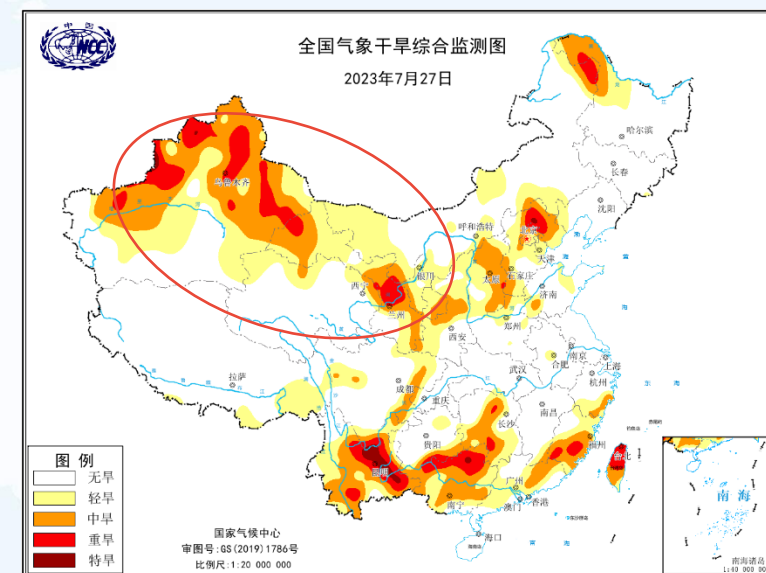 中国
NCC
全国气象干旱综合监测图
2023年7月27日
哈尔滨
长春
沈阳
乌鲁木齐
呼和浩特
北京
天津
银川
太原
石家庄
西宁
济南
兰州
郑州
西安
南京
合肥
上海
拉萨
成都
武汉
杭州
重庆
东海
南昌
长沙
贵阳
福州
台北
昆明
广州
南宁
澳门
香港
海口
图例
无旱
轻旱
中旱
重旱
特旱
国家气候中心
审图号:GS(2019)1786号
比例尺:1:20 000 000
南海
南海诸岛